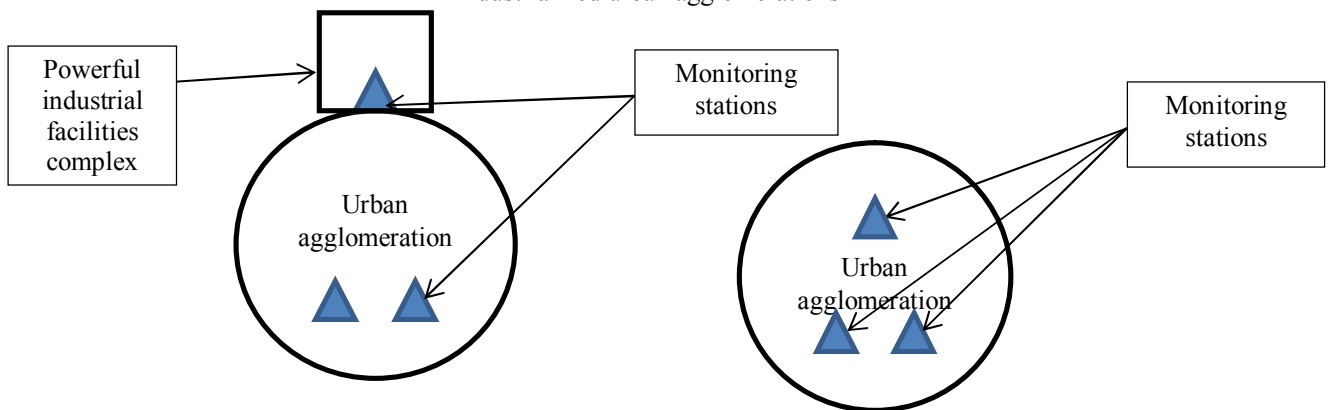 Powerful
industrial
facilities
complex
Monitoring
stations
Monitoring
stations
Urban
agglomeration
Urban
agglomeration